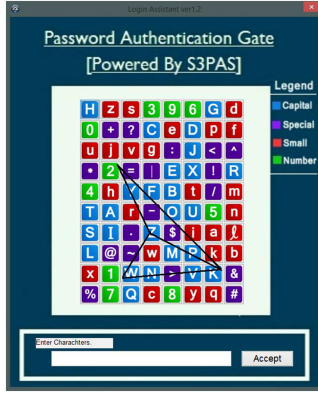 Login Assistant ver1.2
Password Authentication Gate
[Powered By S3PAS]
Legend
Capital
Special
Small
Number
H Z s 3 9 6 G d
0 + ? C e D p f
u j v g : J < ^
* 2 = | E X ! R
4 h Y F B t / m
T A r - O U 5 n
S I . Z $ i a l
L @ ~ w M P k b
x 1 W N > V K &
% 7 Q c 8 y q #
Enter Charachters.
Accept